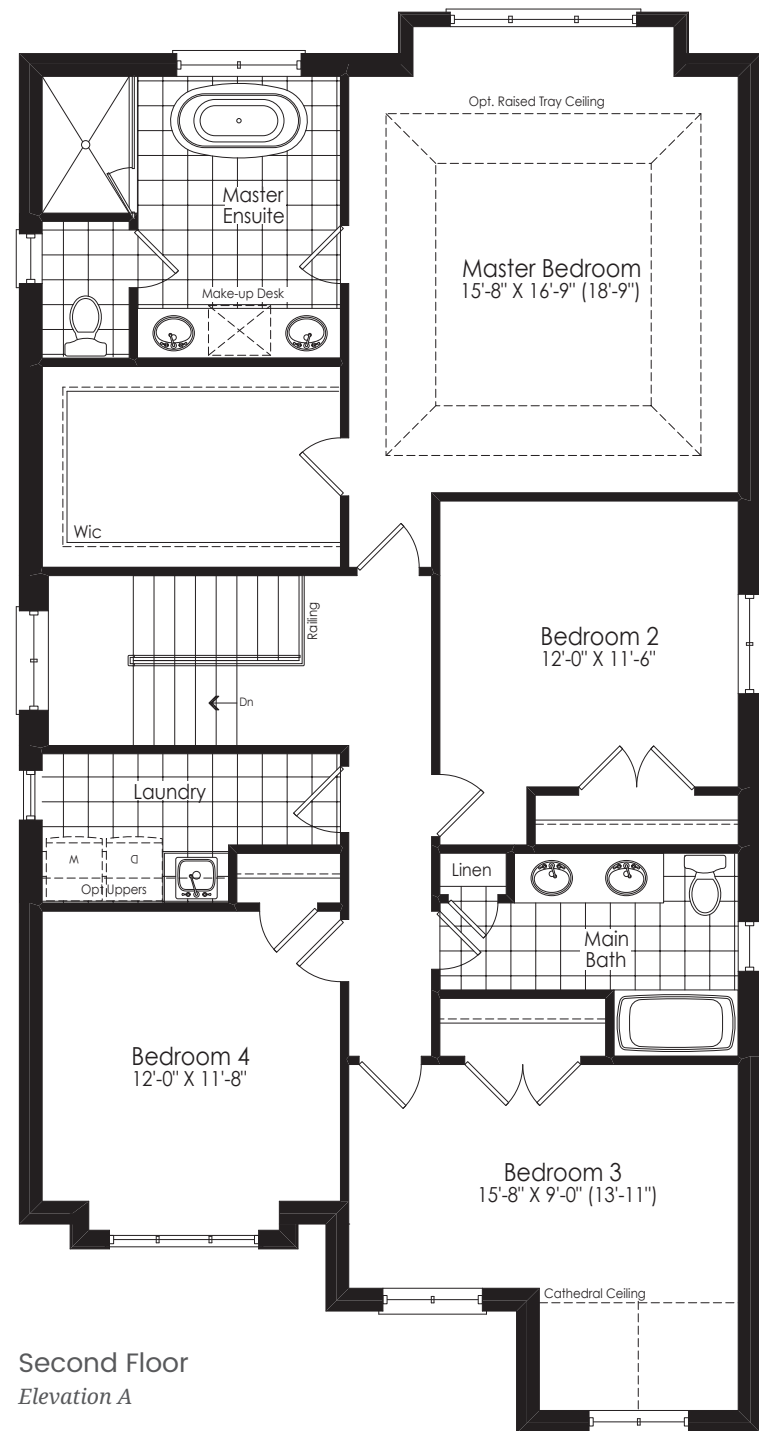 Opt. Raised Tray Ceiling
Master
Ensuite
Master Bedroom
15'-8" X 16'-9" (18'-9")
Make-up Desk
Wic
Railing
Bedroom 2
12'-0" X 11'-6"
Dn
Laundry
W
D
Opt Uppers
Linen
Main
Bath
Bedroom 4
12'-0" X 11'-8"
Bedroom 3
15'-8" X 9'-0" (13'-11")
Cathedral Ceiling
Second Floor
Elevation A